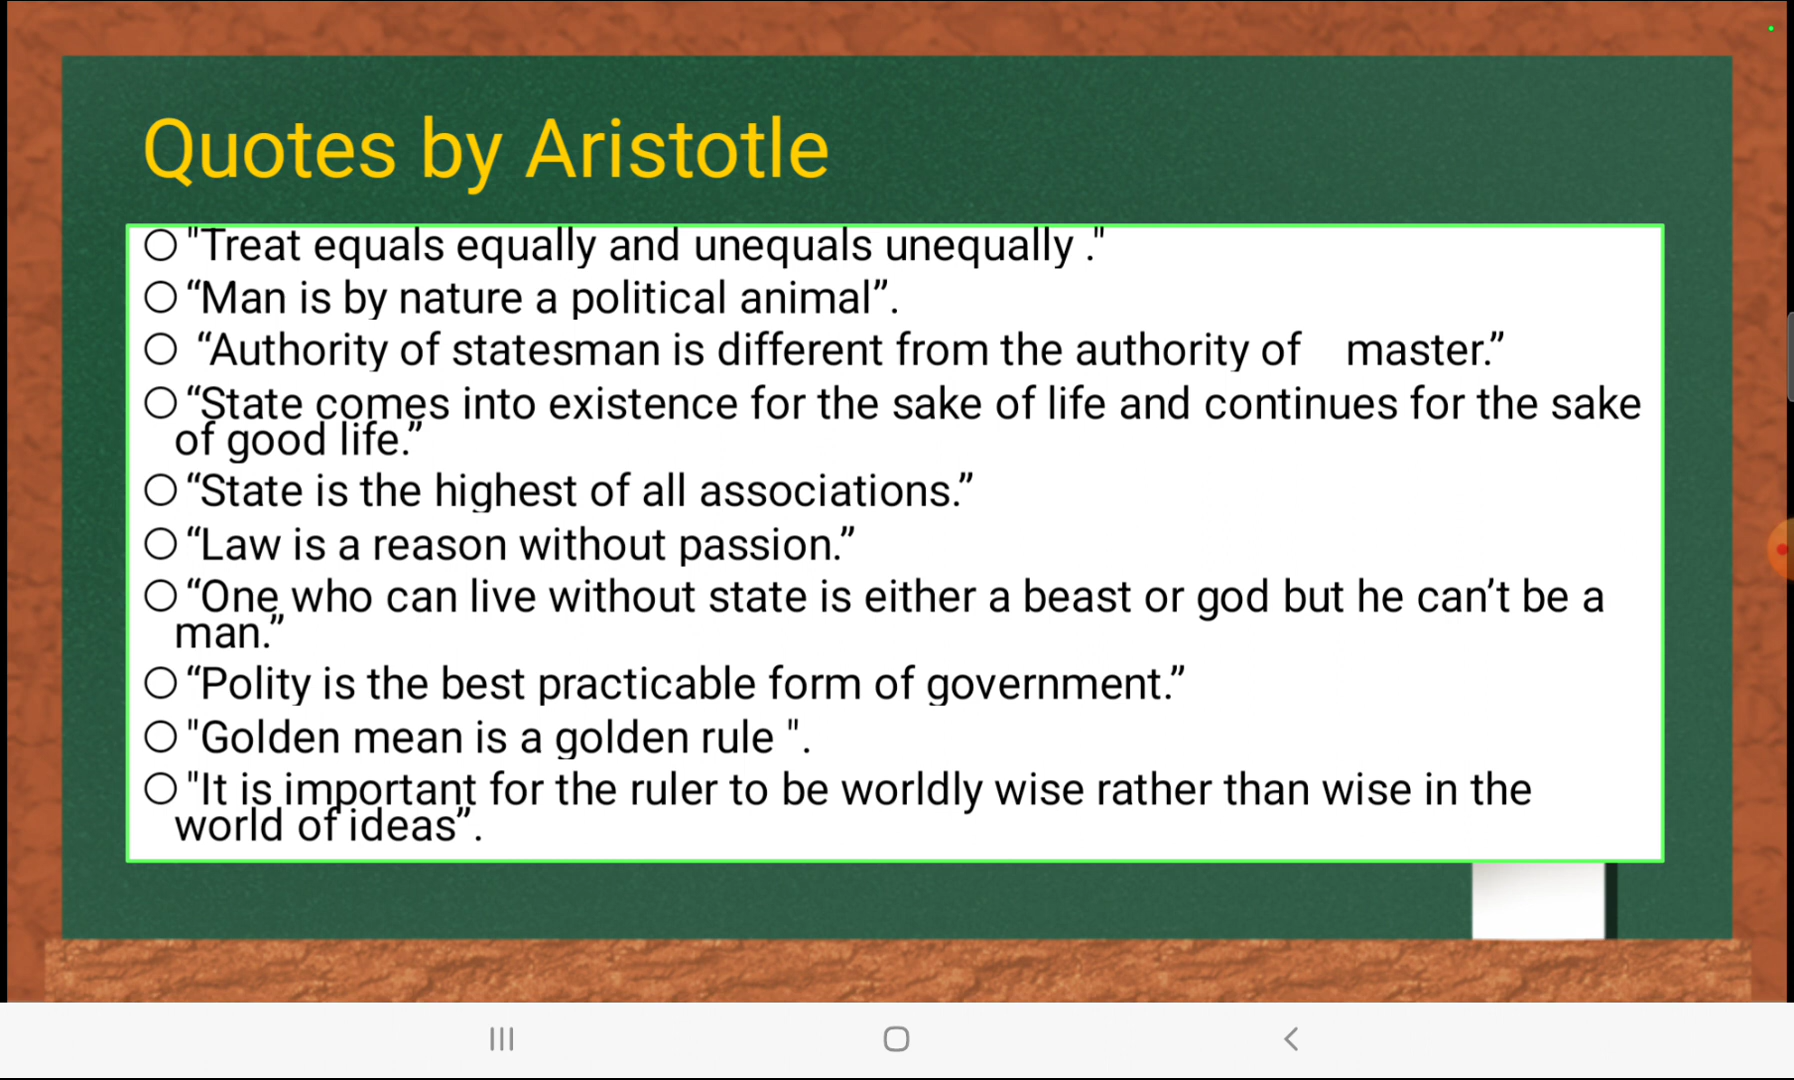 Quotes by Aristotle
"Treat equals equally and unequals unequally ."
“Man is by nature a political animal”.
“Authority of statesman is different from the authority of    master.”
“State comes into existence for the sake of life and continues for the sake
of good life.”
“State is the highest of all associations.”
“Law is a reason without passion.”
“One who can live without state is either a beast or god but he can’t be a
man.”
“Polity is the best practicable form of government.”
"Golden mean is a golden rule ".
"It is important for the ruler to be worldly wise rather than wise in the
world of ideas”.